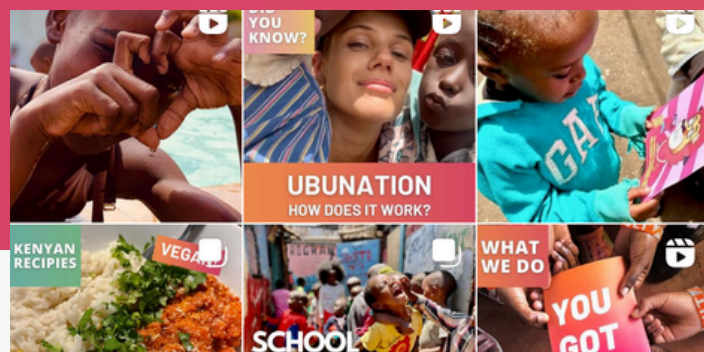 DID
YOU
KNOW?
UBUNATION
HOW DOES IT WORK?
GAP
KENYAN
RECIPIES
VEGAN
SCHOOL
WHAT
WE DO
YOU
GOT